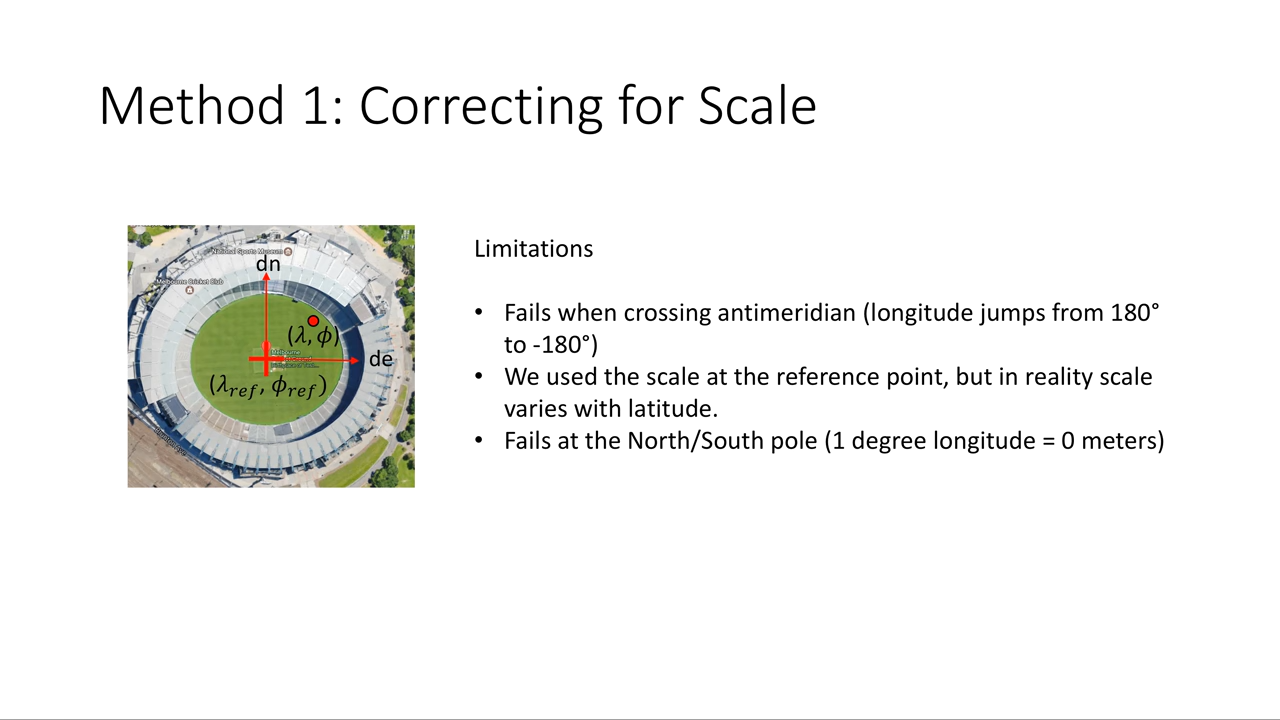 Method 1: Correcting for Scale
National Sports Museum
dn
Melbourne Cricket Club
(λ, ϕ)
Melbourne
de
(λref, ϕref)
Limitations
• Fails when crossing antimeridian (longitude jumps from 180°
to -180°)
• We used the scale at the reference point, but in reality scale
varies with latitude.
• Fails at the North/South pole (1 degree longitude = 0 meters)